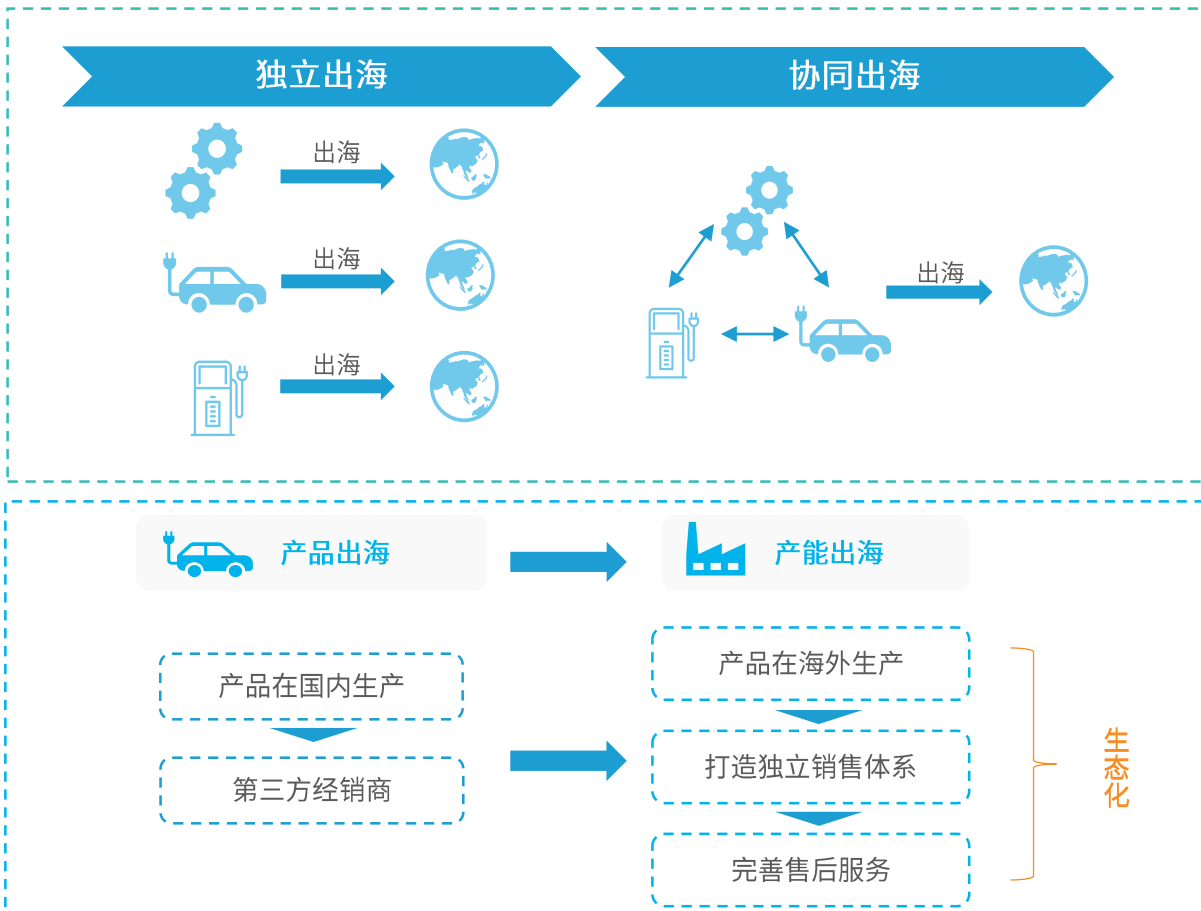 独立出海
协同出海
出海
出海
出海
出海
产品出海
产能出海
产品在国内生产
第三方经销商
产品在海外生产
打造独立销售体系
完善售后服务
生态化